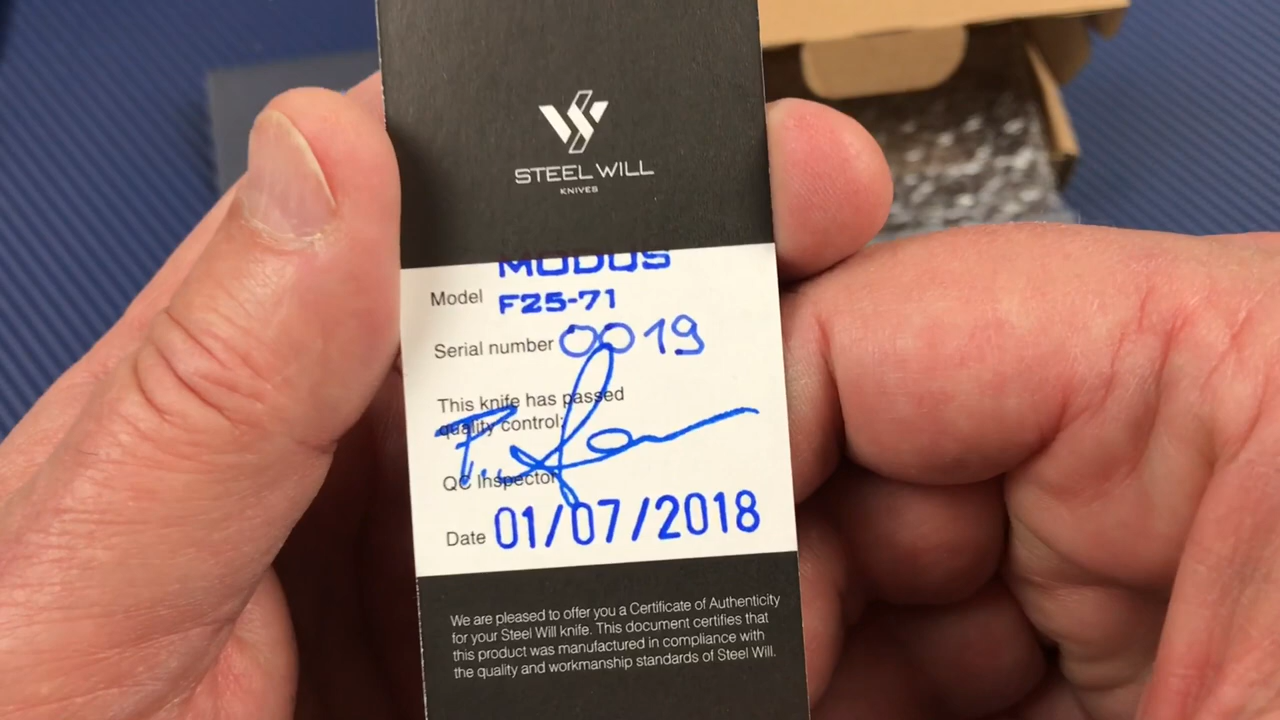 STEEL WILL
KNIVES
MODUS
Model F25-71
Serial number 0019
This knife has passed
quality control:
QC Inspector
Date 01/07/2018
We are pleased to offer you a Certificate of Authenticity
for your Steel Will knife. This document certifies that
this product was manufactured in compliance with
the quality and workmanship standards of Steel Will.